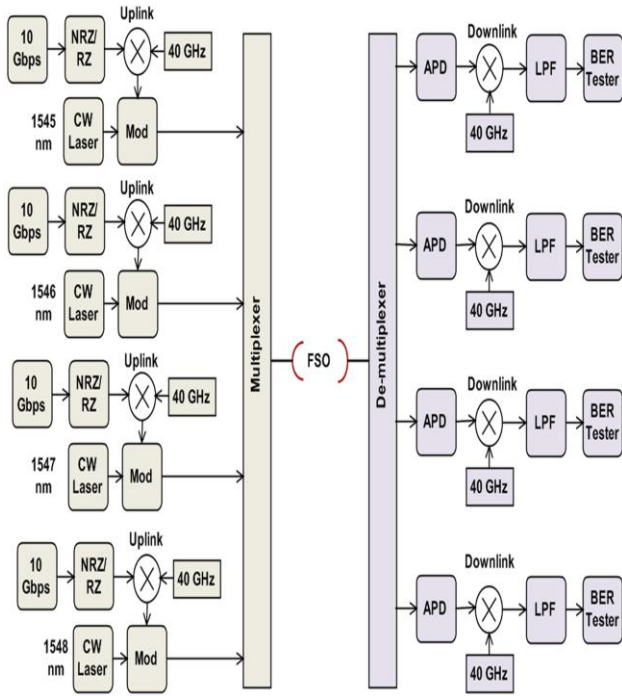 Uplink
10
Gbps
NRZ/
RZ
40 GHz
1545
nm
CW
Laser
Mod
Uplink
10
Gbps
NRZ/
RZ
40 GHz
1546
nm
CW
Laser
Mod
Uplink
10
Gbps
NRZ/
RZ
40 GHz
1547
nm
CW
Laser
Mod
Uplink
10
Gbps
NRZ/
RZ
40 GHz
1548
nm
CW
Laser
Mod
Multiplexer
FSO
De-multiplexer
Downlink
APD
LPF
BER
Tester
40 GHz
Downlink
APD
LPF
BER
Tester
40 GHz
Downlink
APD
LPF
BER
Tester
40 GHz
Downlink
APD
LPF
BER
Tester
40 GHz